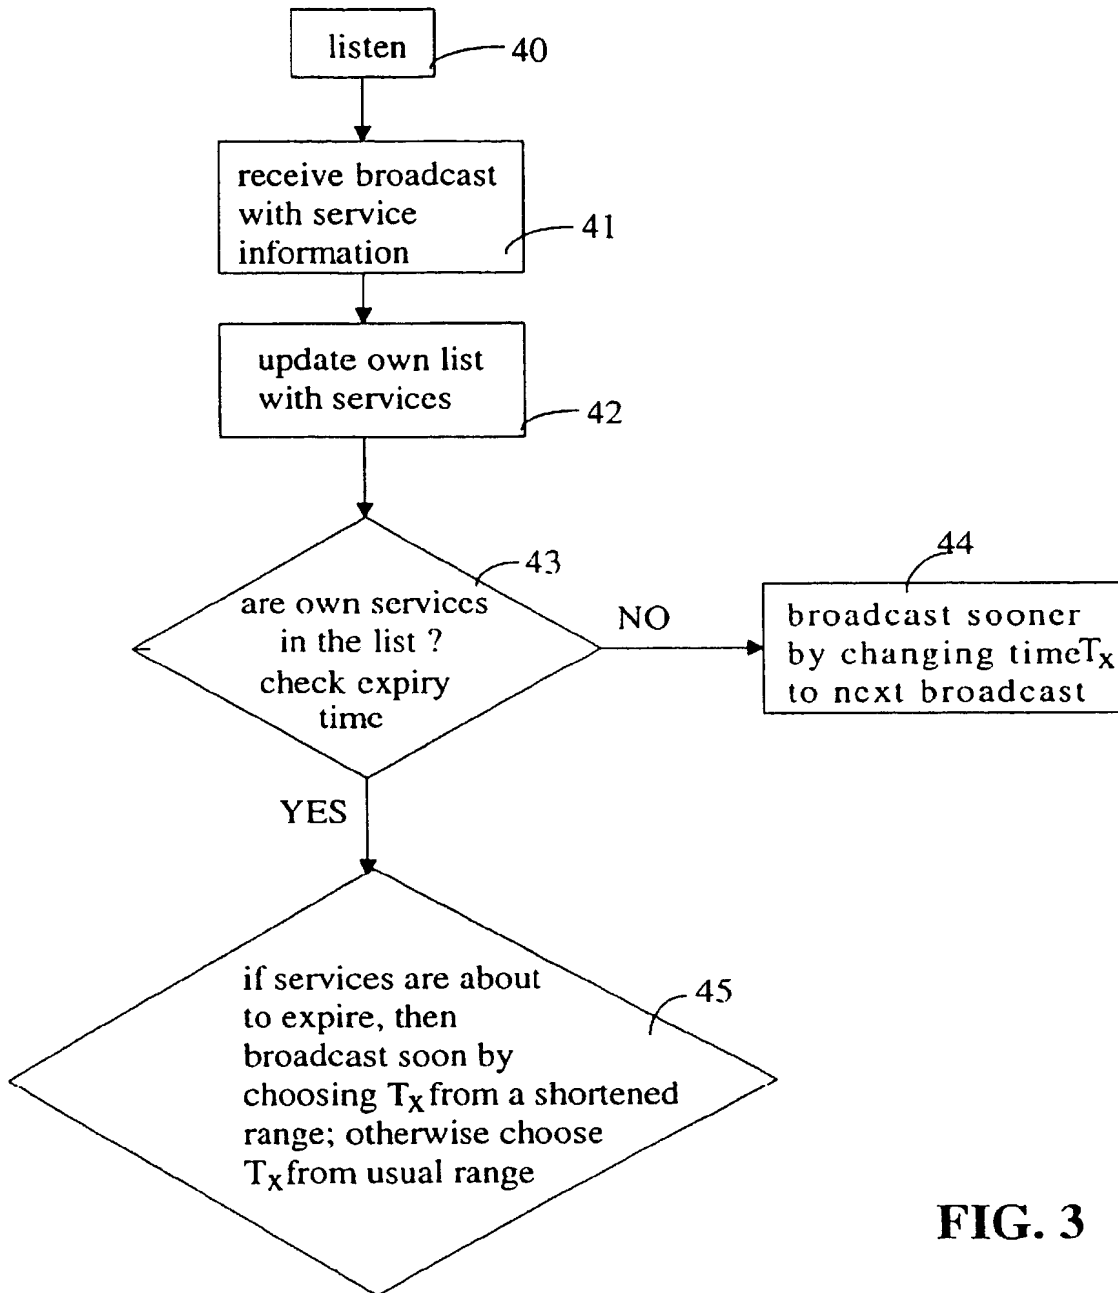 listen
40
receive broadcast
with service
information
41
update own list
with services
42
43
are own services
in the list ?
check expiry
time
NO
44
broadcast sooner
by changing timeTx
to next broadcast
YES
45
if services are about
to expire, then
broadcast soon by
choosing Tx from a shortened
range; otherwise choose
Tx from usual range
FIG. 3